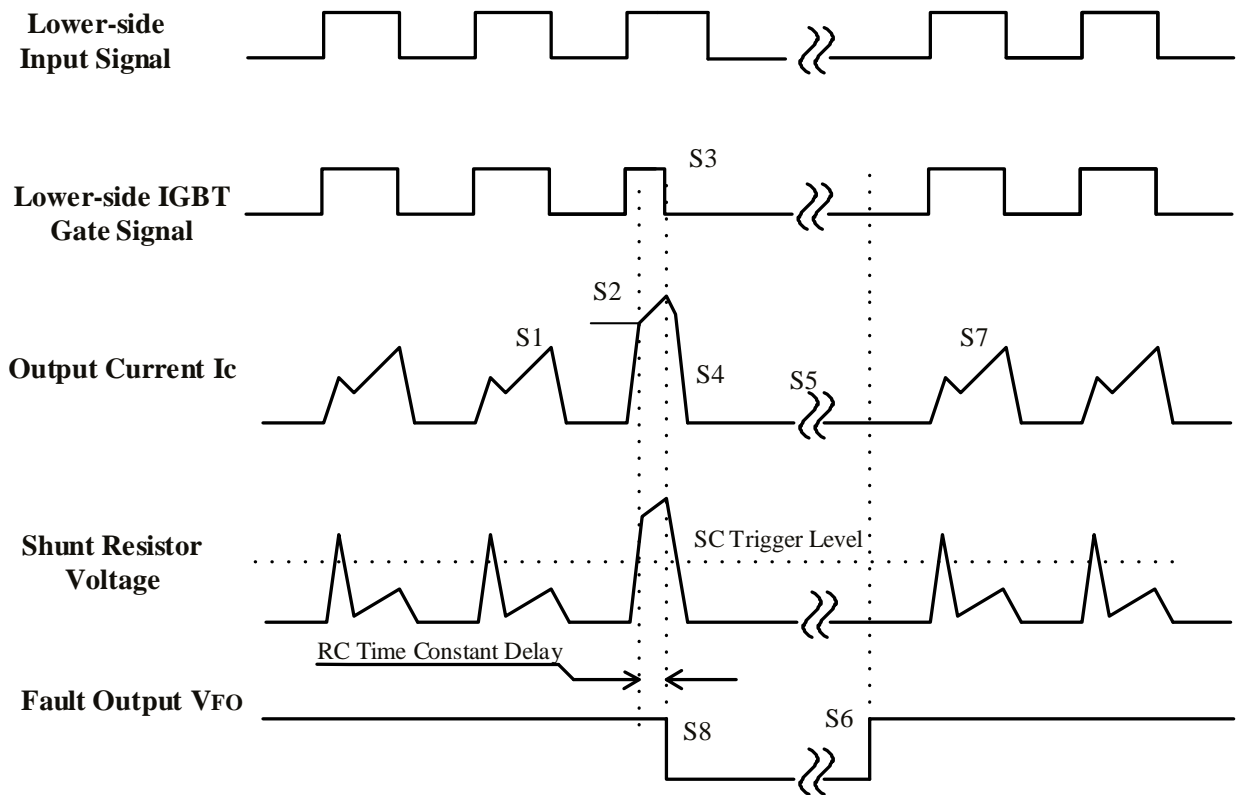 Lower-side
Input Signal
S3
Lower-side IGBT
Gate Signal
S2
S1
S7
Output Current Ic
S4
S5
SC Trigger Level
Shunt Resistor
Voltage
RC Time Constant Delay
Fault Output VFO
S8
S6